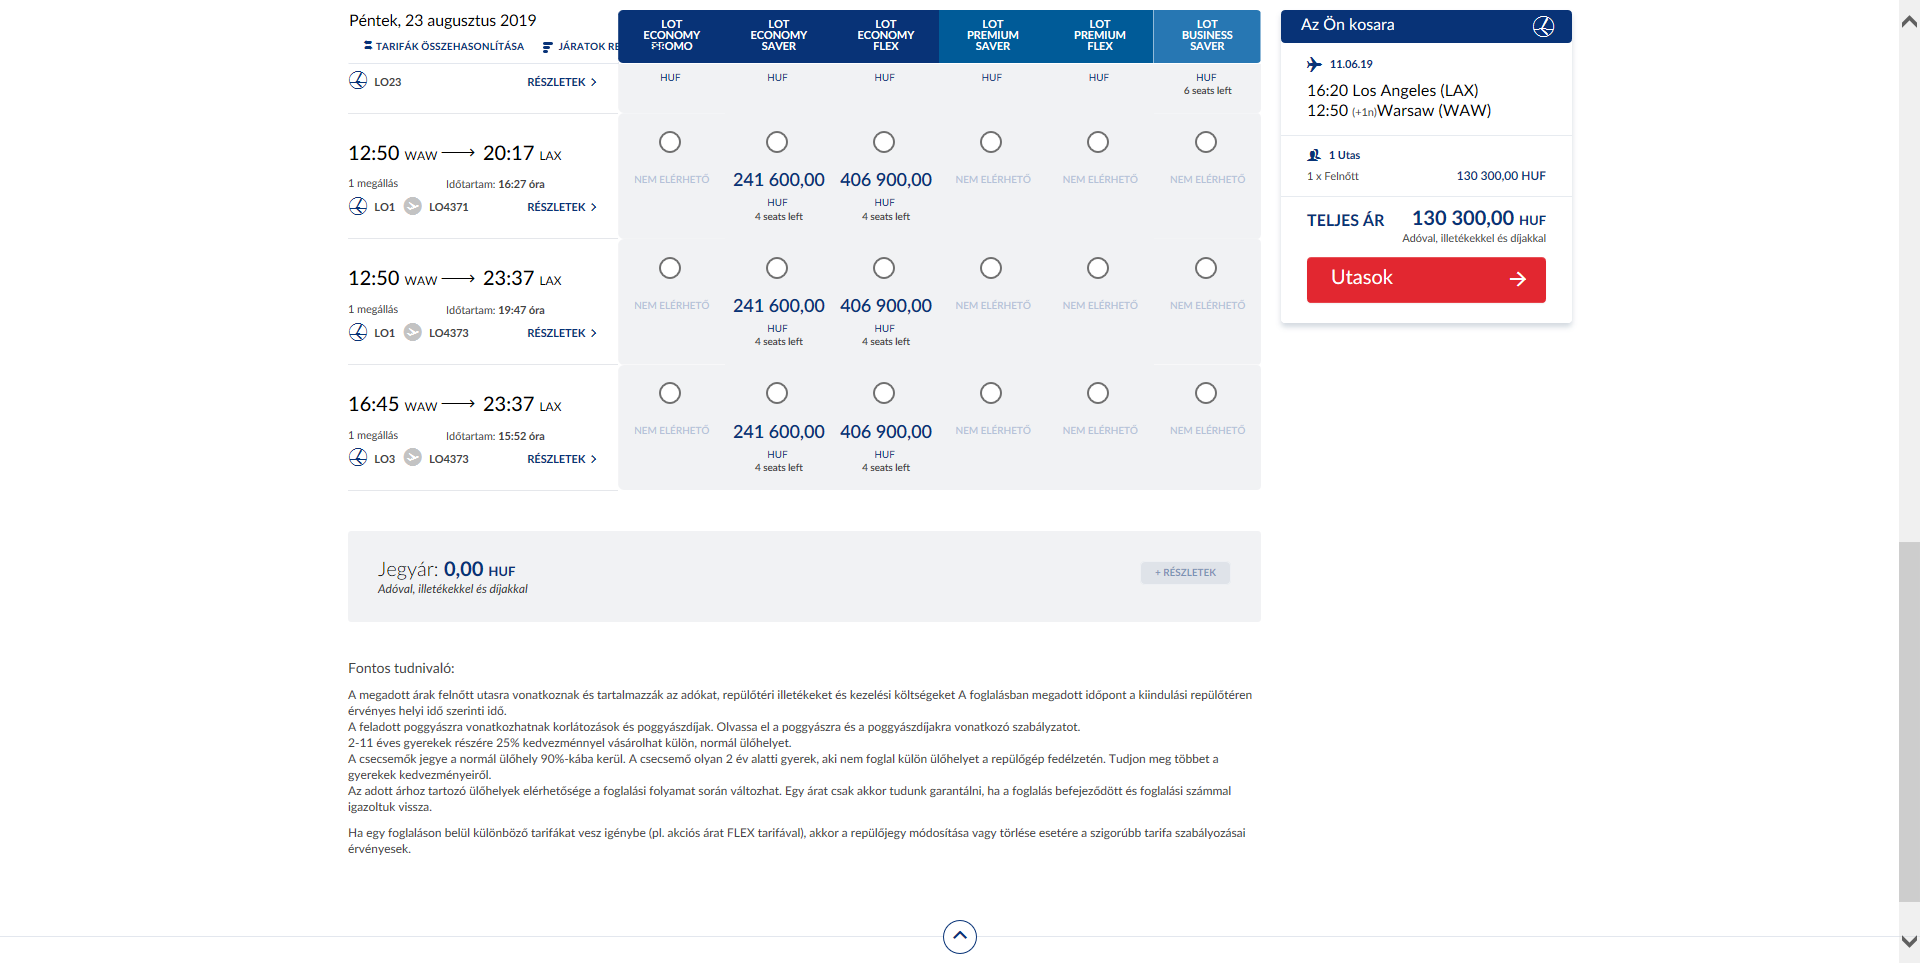 Péntek, 23 augusztus 2019
TARIFÁK ÖSSZEHASONLÍTÁSA JÁRATOK RE
LOT ECONOMY PROMO
LOT ECONOMY SAVER
LOT ECONOMY FLEX
LOT PREMIUM SAVER
LOT PREMIUM FLEX
LOT BUSINESS SAVER
LO23 RÉSZLETEK
HUF HUF HUF HUF HUF HUF
6 seats left
12:50 WAW 20:17 LAX
1 megállás Időtartam: 16:27 óra
LO1 LO4371 RÉSZLETEK
NEM ELÉRHETŐ 241 600,00 406 900,00 NEM ELÉRHETŐ NEM ELÉRHETŐ NEM ELÉRHETŐ
HUF HUF
4 seats left 4 seats left
12:50 WAW 23:37 LAX
1 megállás Időtartam: 19:47 óra
LO1 LO4373 RÉSZLETEK
NEM ELÉRHETŐ 241 600,00 406 900,00 NEM ELÉRHETŐ NEM ELÉRHETŐ NEM ELÉRHETŐ
HUF HUF
4 seats left 4 seats left
16:45 WAW 23:37 LAX
1 megállás Időtartam: 15:52 óra
LO3 LO4373 RÉSZLETEK
NEM ELÉRHETŐ 241 600,00 406 900,00 NEM ELÉRHETŐ NEM ELÉRHETŐ NEM ELÉRHETŐ
HUF HUF
4 seats left 4 seats left
Jegyár: 0,00 HUF
Adóval, illetékekkel és díjakkal
+ RÉSZLETEK
Fontos tudnivaló:
A megadott árak felnőtt utasra vonatkoznak és tartalmazzák az adókat, repülőtéri illetékeket és kezelési költségeket A foglalásban megadott időpont a kiindulási repülőtéren
érvényes helyi idő szerinti idő.
A feladott poggyászra vonatkozhatnak korlátozások és poggyászdíjak. Olvassa el a poggyászra és a poggyászdíjakra vonatkozó szabályzatot.
2-11 éves gyerekek részére 25% kedvezménnyel vásárolhat külön, normál ülőhelyet.
A csecsemők jegye a normál ülőhely 90%-kába kerül. A csecsemő olyan 2 év alatti gyerek, aki nem foglal külön ülőhelyet a repülőgép fedélzetén. Tudjon meg többet a
gyerekek kedvezményeiről.
Az adott árhoz tartozó ülőhelyek elérhetősége a foglalási folyamat során változhat. Egy árat csak akkor tudunk garantálni, ha a foglalás befejeződött és foglalási számmal
igazoltuk vissza.
Ha egy foglaláson belül különböző tarifákat vesz igénybe (pl. akciós árat FLEX tarifával), akkor a repülőjegy módosítása vagy törlése esetére a szigorúbb tarifa szabályozásai
érvényesek.
Az Ön kosara
11.06.19
16:20 Los Angeles (LAX)
12:50 (+1n)Warsaw (WAW)
1 Utas
1 x Felnőtt 130 300,00 HUF
TELJES ÁR 130 300,00 HUF
Adóval, illetékekkel és díjakkal
Utasok